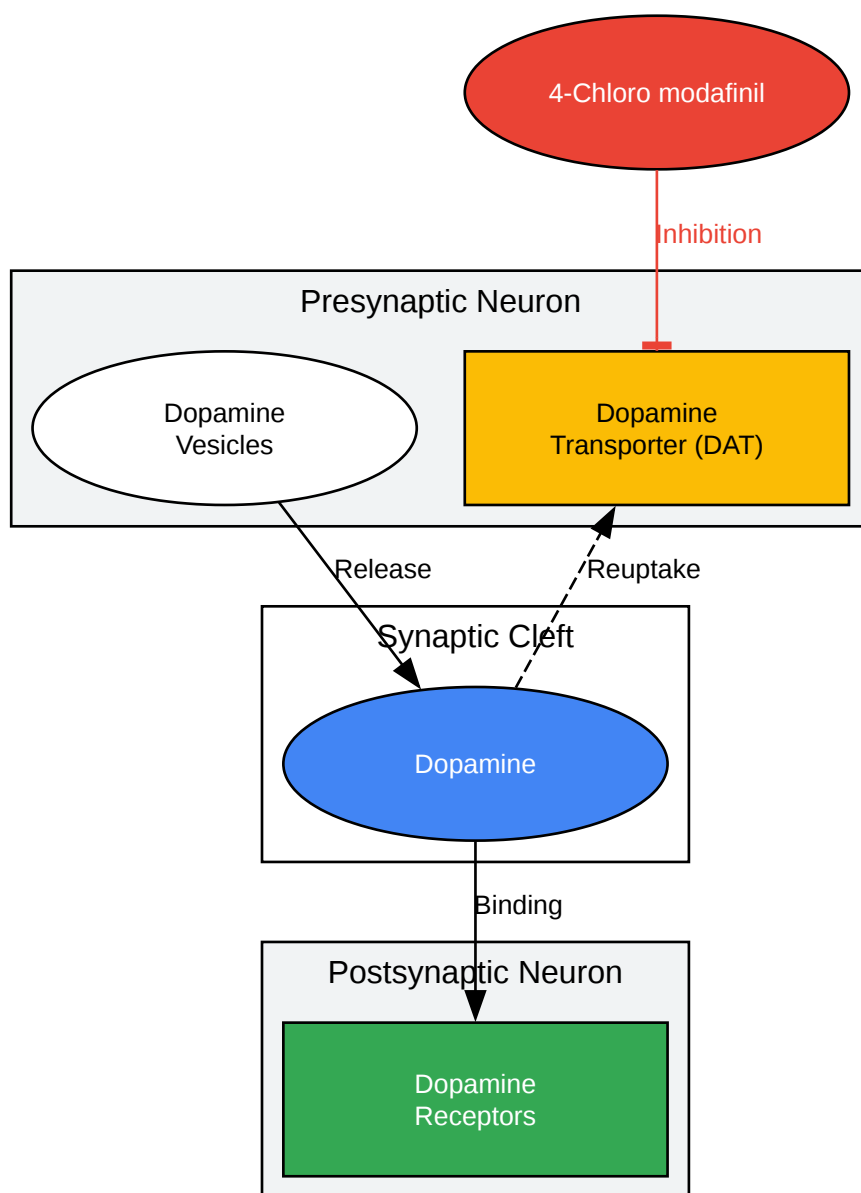 4-Chloro modafinil
Inhibition
Presynaptic Neuron
Dopamine
Vesicles
Dopamine
Transporter (DAT)
Release
Reuptake
Synaptic Cleft
Dopamine
Binding
Postsynaptic Neuron
Dopamine
Receptors